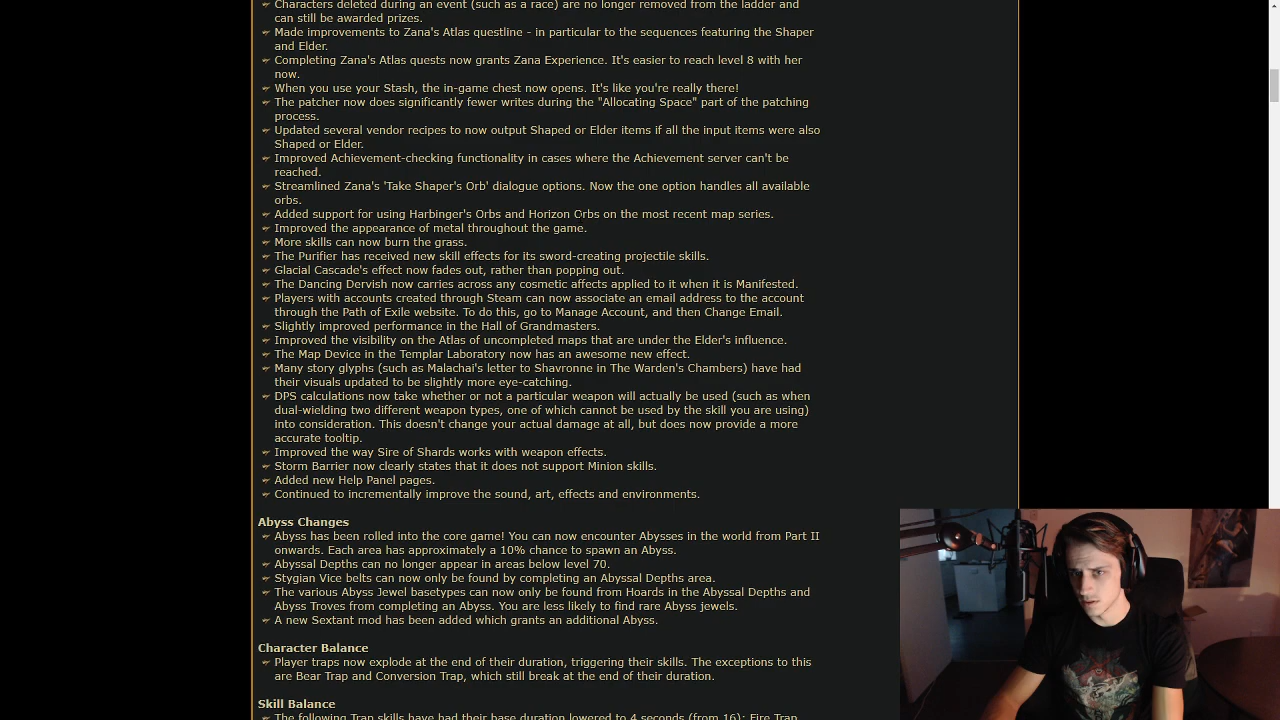 Characters deleted during an event (such as a race) are no longer removed from the ladder and
can still be awarded prizes.
Made improvements to Zana's Atlas questline - in particular to the sequences featuring the Shaper
and Elder.
Completing Zana's Atlas quests now grants Zana Experience. It's easier to reach level 8 with her
now.
When you use your Stash, the in-game chest now opens. It's like you're really there!
The patcher now does significantly fewer writes during the "Allocating Space" part of the patching
process.
Updated several vendor recipes to now output Shaped or Elder items if all the input items were also
Shaped or Elder.
Improved Achievement-checking functionality in cases where the Achievement server can't be
reached.
Streamlined Zana's 'Take Shaper's Orb' dialogue options. Now the one option handles all available
orbs.
Added support for using Harbinger's Orbs and Horizon Orbs on the most recent map series.
Improved the appearance of metal throughout the game.
More skills can now burn the grass.
The Purifier has received new skill effects for its sword-creating projectile skills.
Glacial Cascade's effect now fades out, rather than popping out.
The Dancing Dervish now carries across any cosmetic affects applied to it when it is Manifested.
Players with accounts created through Steam can now associate an email address to the account
through the Path of Exile website. To do this, go to Manage Account, and then Change Email.
Slightly improved performance in the Hall of Grandmasters.
Improved the visibility on the Atlas of uncompleted maps that are under the Elder's influence.
The Map Device in the Templar Laboratory now has an awesome new effect.
Many story glyphs (such as Malachai's letter to Shavronne in The Warden's Chambers) have had
their visuals updated to be slightly more eye-catching.
DPS calculations now take whether or not a particular weapon will actually be used (such as when
dual-wielding two different weapon types, one of which cannot be used by the skill you are using)
into consideration. This doesn't change your actual damage at all, but does now provide a more
accurate tooltip.
Improved the way Sire of Shards works with weapon effects.
Storm Barrier now clearly states that it does not support Minion skills.
Added new Help Panel pages.
Continued to incrementally improve the sound, art, effects and environments.
Abyss Changes
Abyss has been rolled into the core game! You can now encounter Abysses in the world from Part II
onwards. Each area has approximately a 10% chance to spawn an Abyss.
Abyssal Depths can no longer appear in areas below level 70.
Stygian Vice belts can now only be found by completing an Abyssal Depths area.
The various Abyss Jewel basetypes can now only be found from Hoards in the Abyssal Depths and
Abyss Troves from completing an Abyss. You are less likely to find rare Abyss jewels.
A new Sextant mod has been added which grants an additional Abyss.
Character Balance
Player traps now explode at the end of their duration, triggering their skills. The exceptions to this
are Bear Trap and Conversion Trap, which still break at the end of their duration.
Skill Balance
The following Trap skills have had their base duration lowered to 4 seconds (from 16): Fire Trap,